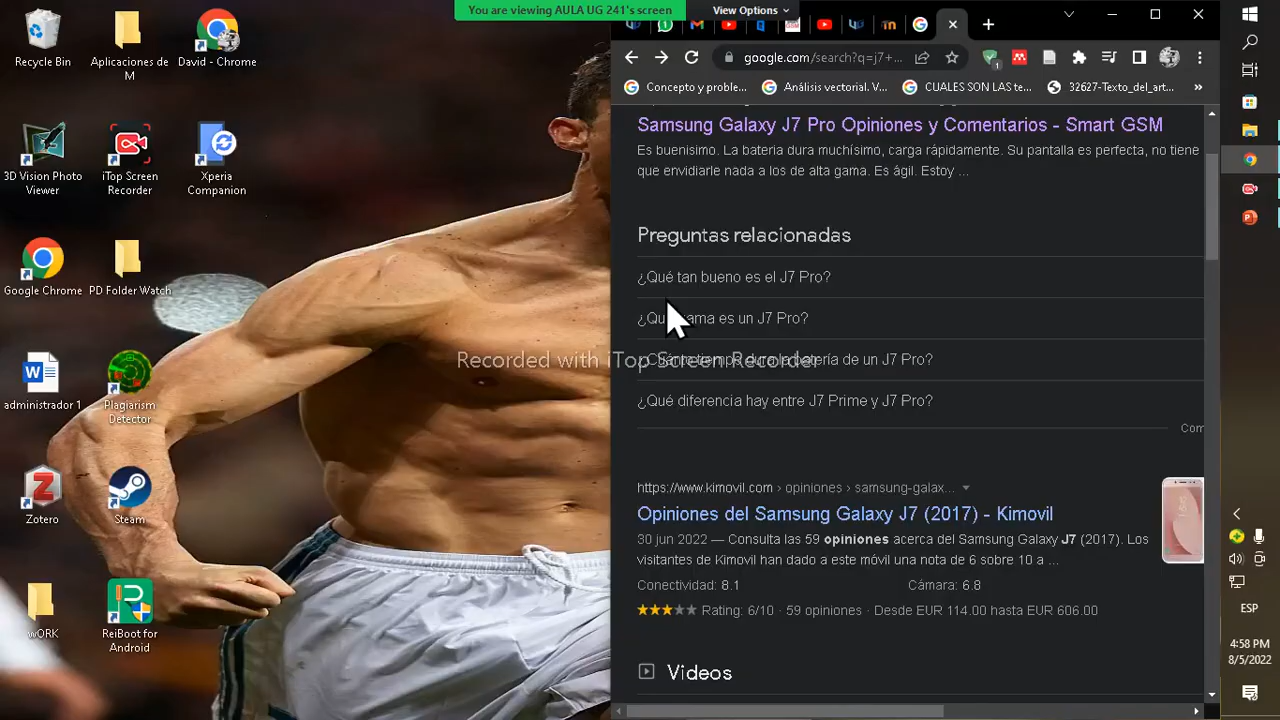 You are viewing AULA UG 241's screen
View Options
Recycle Bin
Aplicaciones de M
David - Chrome
google.com/search?q=j7+...
Concepto y proble...
Análisis vectorial. V...
CUALES SON LAS te...
32627-Texto_del_art...
»
3D Vision Photo Viewer
iTop Screen Recorder
Xperia Companion
Samsung Galaxy J7 Pro Opiniones y Comentarios - Smart GSM
Es buenisimo. La bateria dura muchísimo, carga rápidamente. Su pantalla es perfecta, no tiene
que envidiarle nada a los de alta gama. Es ágil. Estoy ...
Preguntas relacionadas
¿Qué tan bueno es el J7 Pro?
Google Chrome
PD Folder Watch
ama es un J7 Pro?
Recorded with iTop Screen Recorder
batería de un J7 Pro?
¿Qué diferencia hay entre J7 Prime y J7 Pro?
administrador 1
Plagiarism Detector
Com
https://www.kimovil.com › opiniones › samsung-galax...
Opiniones del Samsung Galaxy J7 (2017) - Kimovil
30 jun 2022 — Consulta las 59 opiniones acerca del Samsung Galaxy J7 (2017). Los
visitantes de Kimovil han dado a este móvil una nota de 6 sobre 10 a ...
Conectividad: 8.1
Cámara: 6.8
Rating: 6/10 · 59 opiniones · Desde EUR 114.00 hasta EUR 606.00
Zotero
Steam
wORK
ReiBoot for Android
Videos
ESP
4:58 PM
8/5/2022